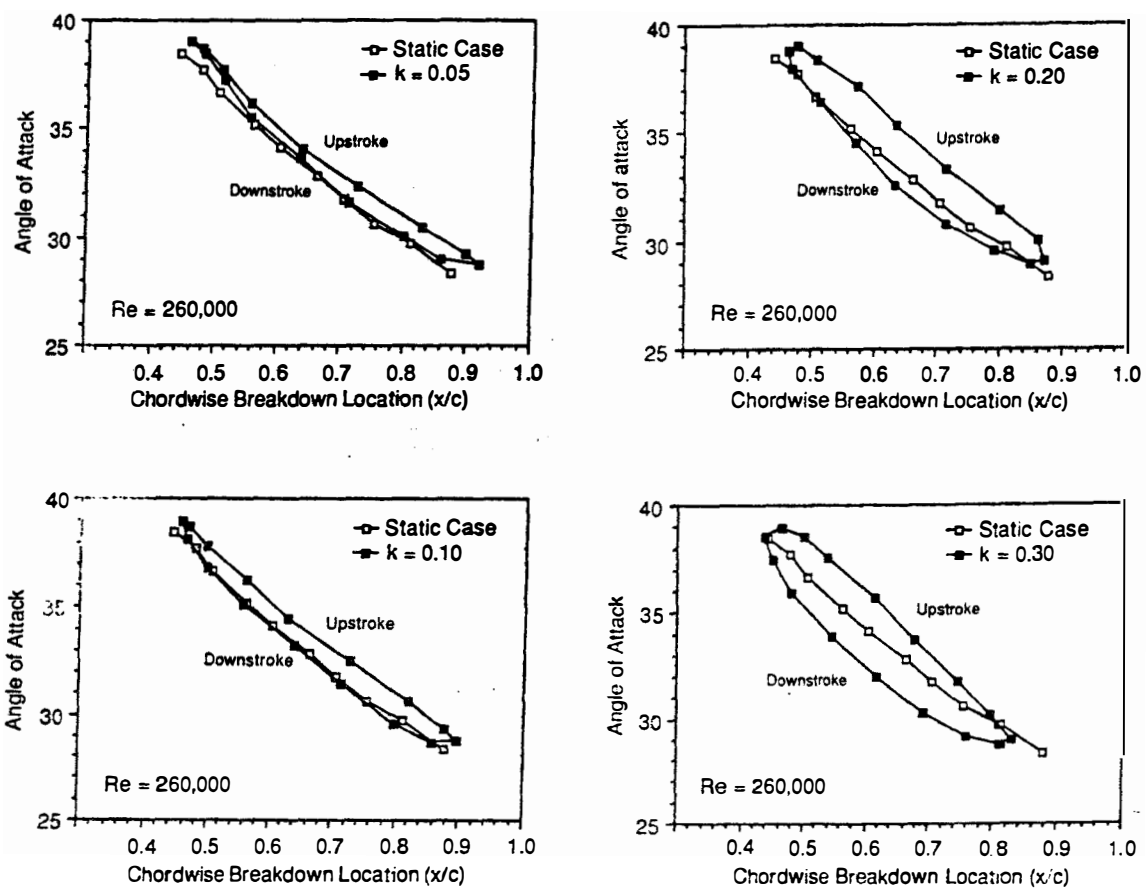 40
35
30
25
Angle of Attack
Static Case
k = 0.05
Upstroke
Downstroke
Re = 260,000
0.4 0.5 0.6 0.7 0.8 0.9 1.0
Chordwise Breakdown Location (x/c)
40
35
30
25
Angle of attack
Static Case
k = 0.20
Upstroke
Downstroke
Re = 260,000
0.4 0.5 0.6 0.7 0.8 0.9 1.0
Chordwise Breakdown Location (x/c)
40
30
25
Angle of Attack
Static Case
k = 0.10
Upstroke
Downstroke
Re = 260,000
0.4 0.5 0.6 0.7 0.8 0.9 1.0
Chordwise Breakdown Location (x/c)
40
35
30
25
Angle of Attack
Static Case
k = 0.30
Upstroke
Downstroke
Re = 260,000
0.4 0.5 0.6 0.7 0.8 0.9 1.0
Chordwise Breakdown Location (x/c)